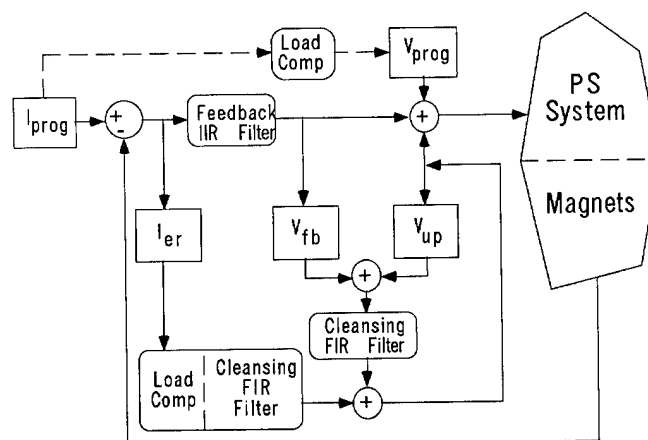 Load
Comp
V prog
PS
System
I prog
+
-
Feedback
IIR Filter
+
Magnets
I er
V fb
V up
+
Cleansing
FIR Filter
Load
Comp
Cleansing
FIR
Filter
+